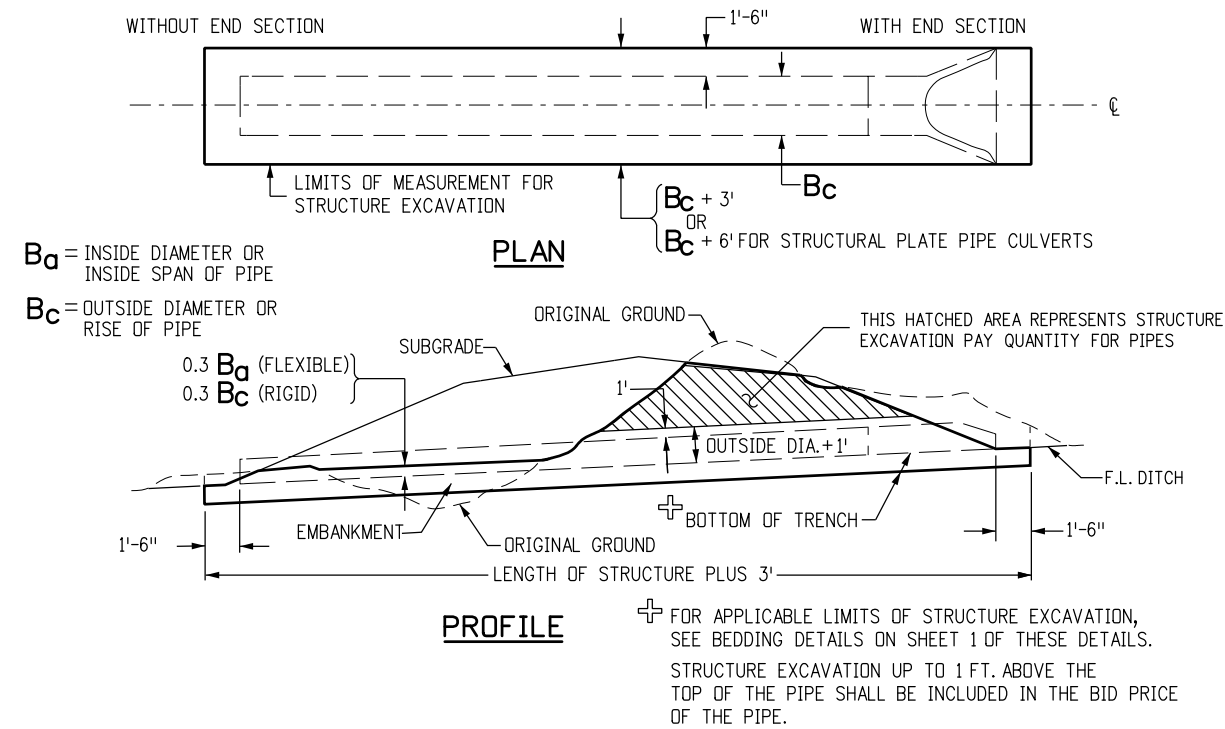 WITHOUT END SECTION
1'-6"
WITH END SECTION
℄
LIMITS OF MEASUREMENT FOR
STRUCTURE EXCAVATION
Bc
Bc + 3'
OR
Bc + 6' FOR STRUCTURAL PLATE PIPE CULVERTS
PLAN
Ba = INSIDE DIAMETER OR
INSIDE SPAN OF PIPE
Bc = OUTSIDE DIAMETER OR
RISE OF PIPE
ORIGINAL GROUND
THIS HATCHED AREA REPRESENTS STRUCTURE
EXCAVATION PAY QUANTITY FOR PIPES
SUBGRADE
0.3 Ba (FLEXIBLE)
0.3 Bc (RIGID)
1'
OUTSIDE DIA.+1'
F.L. DITCH
EMBANKMENT
BOTTOM OF TRENCH
ORIGINAL GROUND
1'-6"
1'-6"
LENGTH OF STRUCTURE PLUS 3'
PROFILE
FOR APPLICABLE LIMITS OF STRUCTURE EXCAVATION,
SEE BEDDING DETAILS ON SHEET 1 OF THESE DETAILS.
STRUCTURE EXCAVATION UP TO 1 FT. ABOVE THE
TOP OF THE PIPE SHALL BE INCLUDED IN THE BID PRICE
OF THE PIPE.